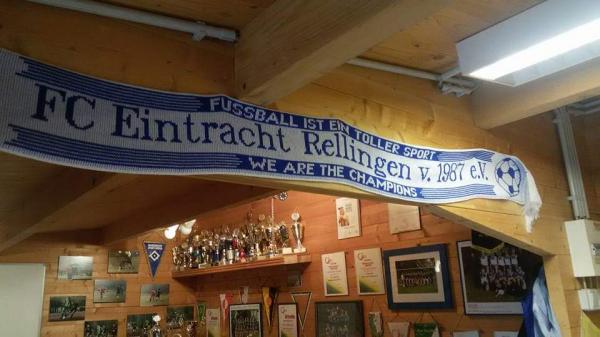 FUSSBALL IST EIN TOLLER SPORT
FC Eintracht Rellingen v. 1987 e.V.
WE ARE THE CHAMPIONS